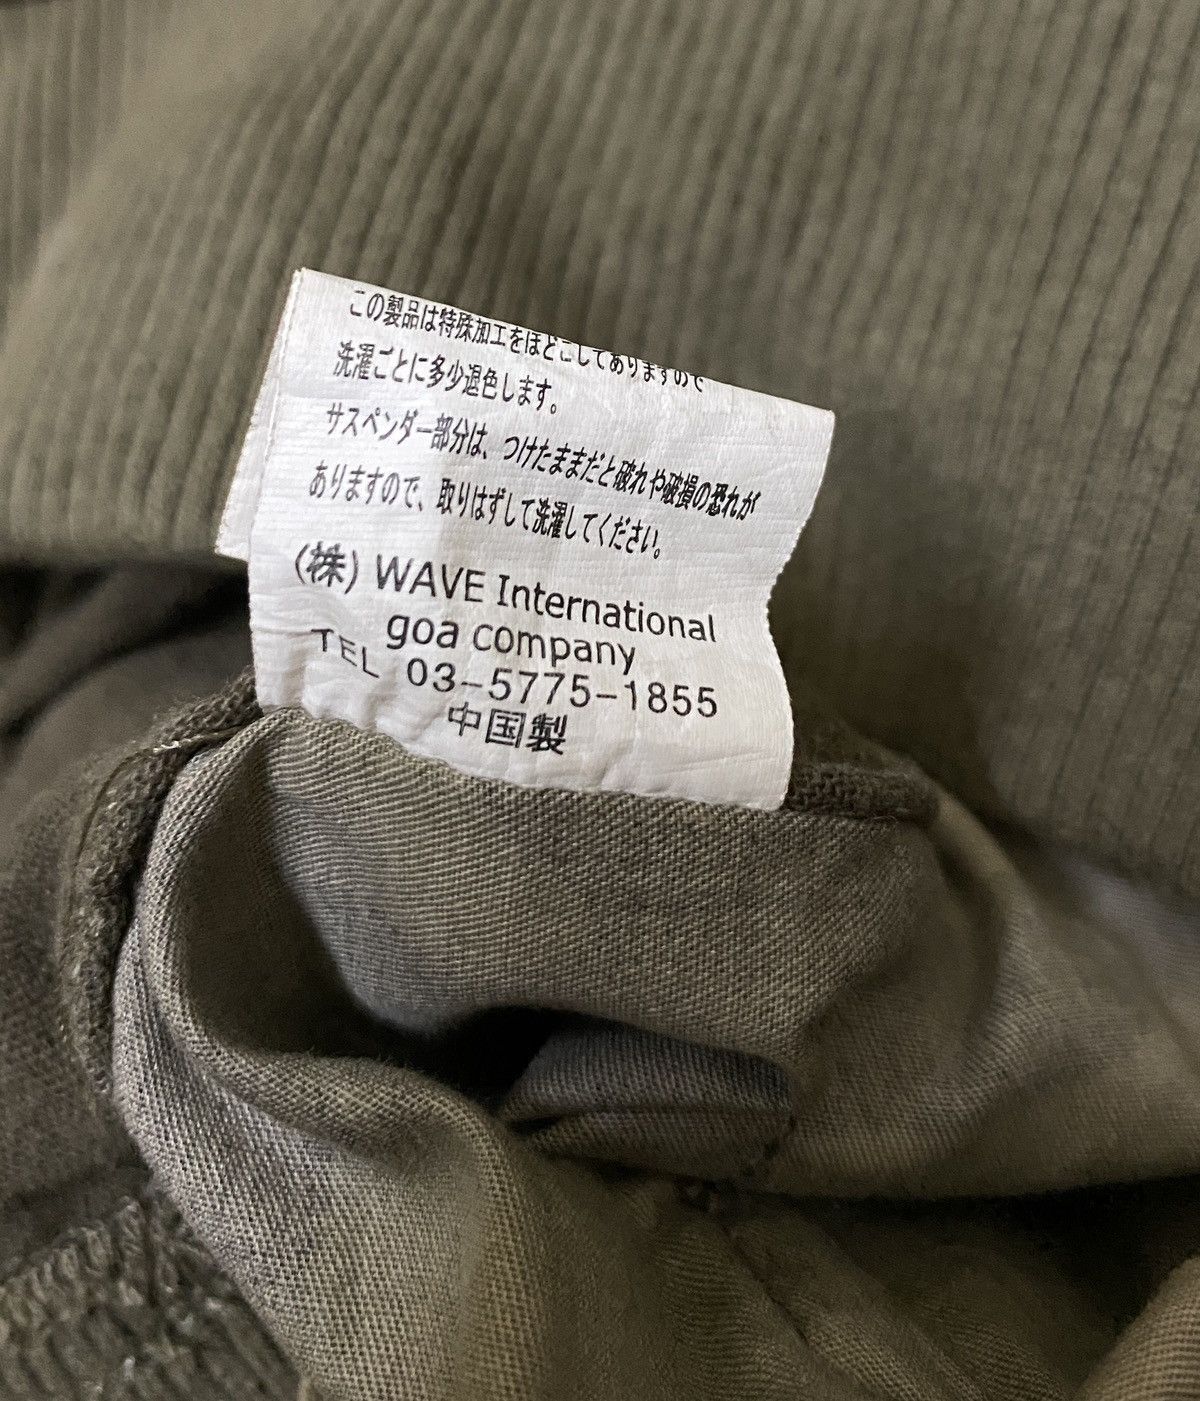 この製品は特殊加工をほどこしてありますので
洗濯ごとに多少退色します。
サスペンダー部分は、つけたままだと破れや破損の恐れが
ありますので、取りはずして洗濯してください。
(株) WAVE International
goa company
TEL 03-5775-1855
中国製